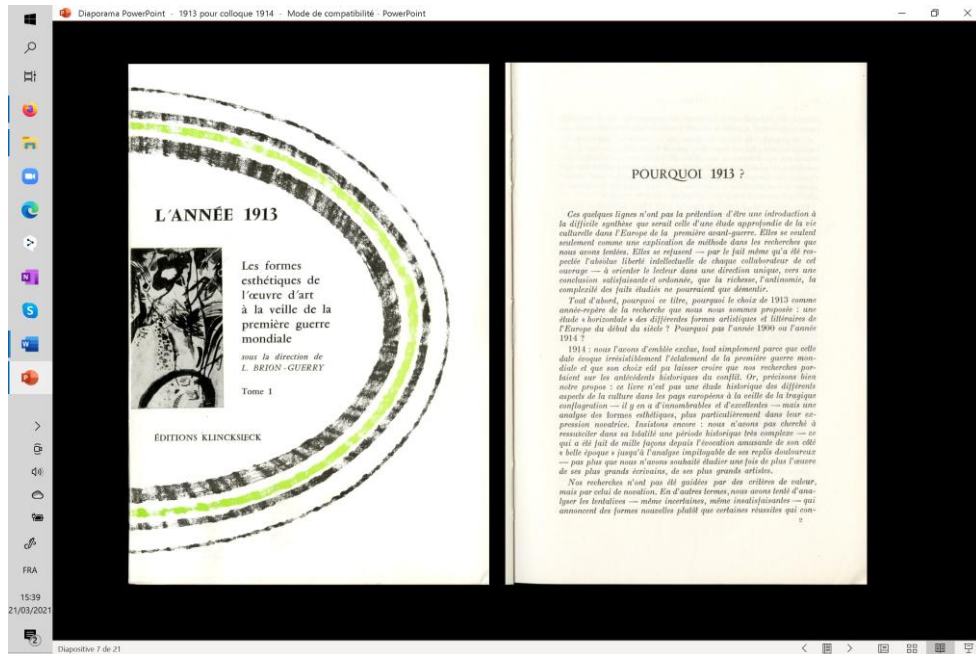 Diaporama PowerPoint - 1913 pour colloque 1914 - Mode de compatibilité - PowerPoint
L'ANNÉE 1913
Les formes
esthétiques de
l'œuvre d'art
à la veille de la
première guerre
mondiale
sous la direction de
L. BRION-GUERRY
Tome 1
ÉDITIONS KLINCKSIECK
POURQUOI 1913 ?
Ces quelques lignes n'ont pas la prétention d'être une introduction à
la difficile synthèse que serait celle d'une étude approfondie de la vie
culturelle dans l'Europe de la première avant-guerre. Elles se veulent
seulement comme une explication de méthode dans les recherches que
nous avons tentées. Elles se refusent — par le fait même qu'a été res-
pectée l'absolue liberté intellectuelle de chaque collaborateur de cet
ouvrage — à orienter le lecteur dans une direction unique, vers une
conclusion satisfaisante et ordonnée, que la richesse, l'antinomie, la
complexité des faits étudiés ne pourraient que démentir.
Tout d'abord, pourquoi ce titre, pourquoi le choix de 1913 comme
année-repère de la recherche que nous nous sommes proposée : une
étude « horizontale » des différentes formes artistiques et littéraires de
l'Europe du début du siècle ? Pourquoi pas l'année 1900 ou l'année
1914 ?
1914 : nous l'avons d'emblée exclue, tout simplement parce que cette
date évoque irrésistiblement l'éclatement de la première guerre mon-
diale et que son choix eût pu laisser croire que nos recherches por-
taient sur les antécédents historiques du conflit. Or, précisons bien
notre propos : ce livre n'est pas une étude historique des différents
aspects de la culture dans les pays européens à la veille de la tragique
conflagration — il y en a d'innombrables et d'excellentes — mais une
analyse des formes esthétiques, plus particulièrement dans leur ex-
pression novatrice. Insistons encore : nous n'avons pas cherché à
ressusciter dans sa totalité une période historique très complexe — ce
qui a été fait de mille façons depuis l'évocation amusante de son côté
« belle époque » jusqu'à l'analyse impitoyable de ses replis douloureux
— pas plus que nous n'avons souhaité étudier une fois de plus l'œuvre
de ses plus grands écrivains, de ses plus grands artistes.
Nos recherches n'ont pas été guidées par des critères de valeur,
mais par celui de novation. En d'autres termes, nous avons tenté d'ana-
lyser les tentatives — même incertaines, même insatisfaisantes — qui
annoncent des formes nouvelles plutôt que certaines réussites qui con-
2
FRA
15:39
21/03/2021
Diapositive 7 de 21